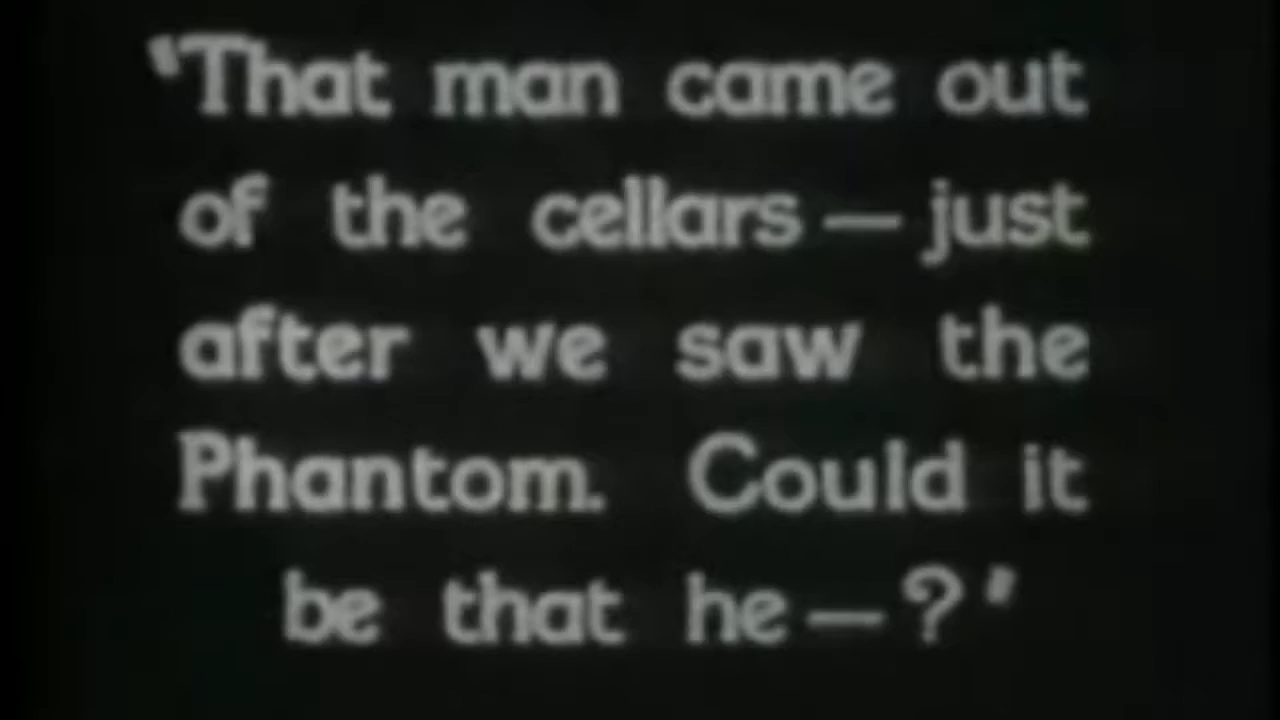 "That man came out
of the cellars — just
after we saw the
Phantom. Could it
be that he — ?"